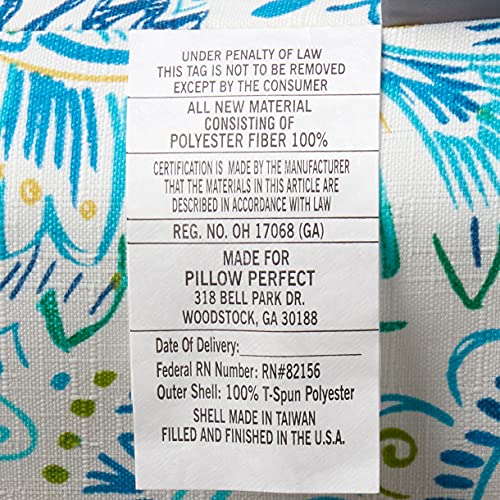 UNDER PENALTY OF LAW
THIS TAG IS NOT TO BE REMOVED
EXCEPT BY THE CONSUMER
ALL NEW MATERIAL
CONSISTING OF
POLYESTER FIBER 100%
CERTIFICATION IS MADE BY THE MANUFACTURER
THAT THE MATERIALS IN THIS ARTICLE ARE
DESCRIBED IN ACCORDANCE WITH LAW
REG. NO. OH 17068 (GA)
MADE FOR
PILLOW PERFECT
318 BELL PARK DR.
WOODSTOCK, GA 30188
Date Of Delivery:_______________
Federal RN Number: RN#82156
Outer Shell: 100% T-Spun Polyester
SHELL MADE IN TAIWAN
FILLED AND FINISHED IN THE U.S.A.